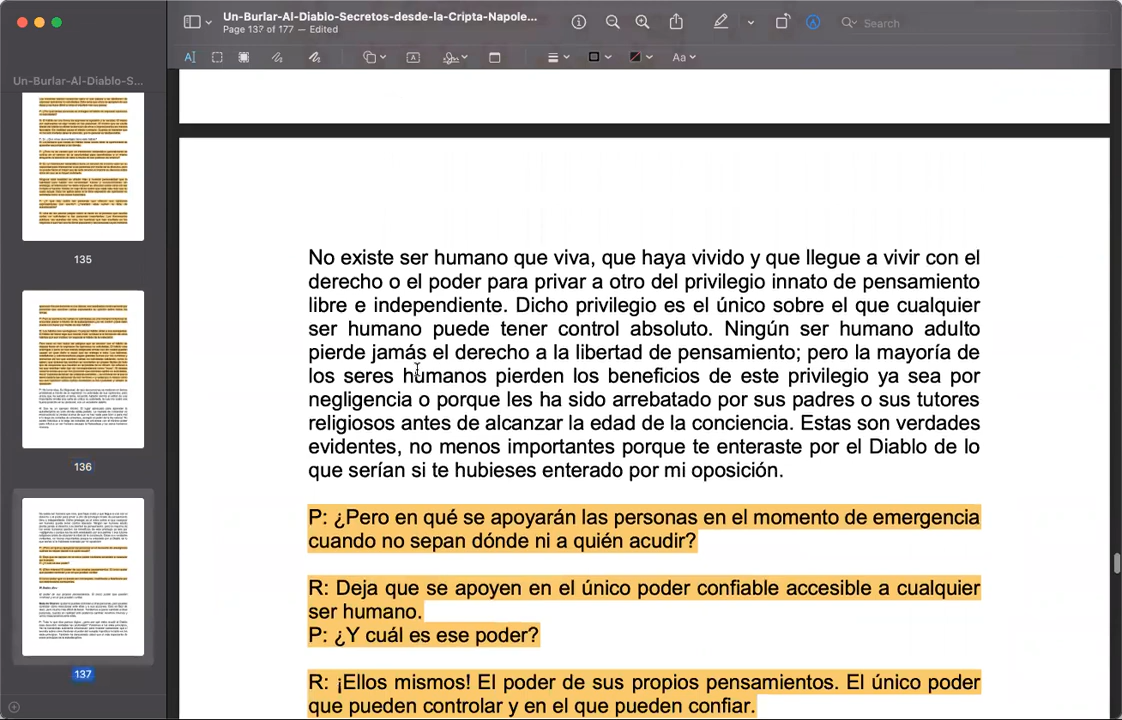 Un-Burlar-Al-Diablo-Secretos-desde-la-Cripta-Napole...
Page 137 of 177 — Edited
Search
Un-Burlar-Al-Diablo-S...
Aa
135
136
137
No existe ser humano que viva, que haya vivido y que llegue a vivir con el
derecho o el poder para privar a otro del privilegio innato de pensamiento
libre e independiente. Dicho privilegio es el único sobre el que cualquier
ser humano puede tener control absoluto. Ningún ser humano adulto
pierde jamás el derecho a la libertad de pensamiento; pero la mayoría de
los seres humanos pierden los beneficios de este privilegio ya sea por
negligencia o porque les ha sido arrebatado por sus padres o sus tutores
religiosos antes de alcanzar la edad de la conciencia. Estas son verdades
evidentes, no menos importantes porque te enteraste por el Diablo de lo
que serían si te hubieses enterado por mi oposición.
P: ¿Pero en qué se apoyarán las personas en el momento de emergencia
cuando no sepan dónde ni a quién acudir?
R: Deja que se apoyen en el único poder confiable accesible a cualquier
ser humano.
P: ¿Y cuál es ese poder?
R: ¡Ellos mismos! El poder de sus propios pensamientos. El único poder
que pueden controlar y en el que pueden confiar.